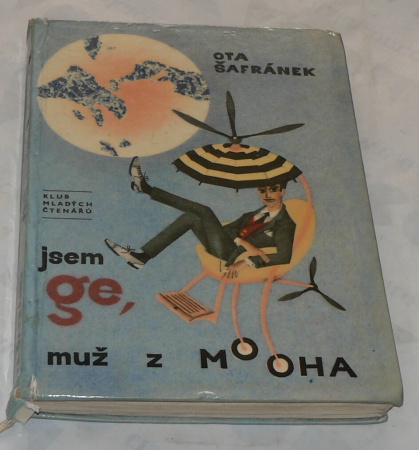 OTA
ŠAFRÁNEK
KLUB
MLADÝCH
ČTENÁŘŮ
jsem
ge,
muž z MOOHA